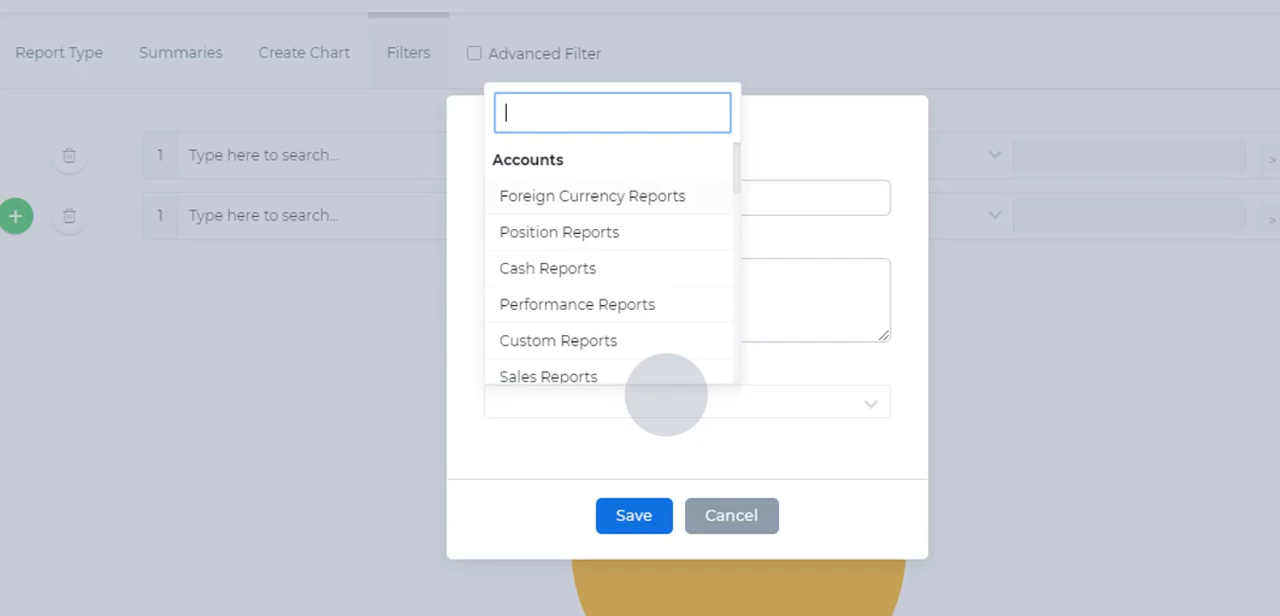 Report Type Summaries Create Chart Filters Advanced Filter
1 Type here to search...
>
1 Type here to search...
>
Accounts
Foreign Currency Reports
Position Reports
Cash Reports
Performance Reports
Custom Reports
Sales Reports
Save Cancel